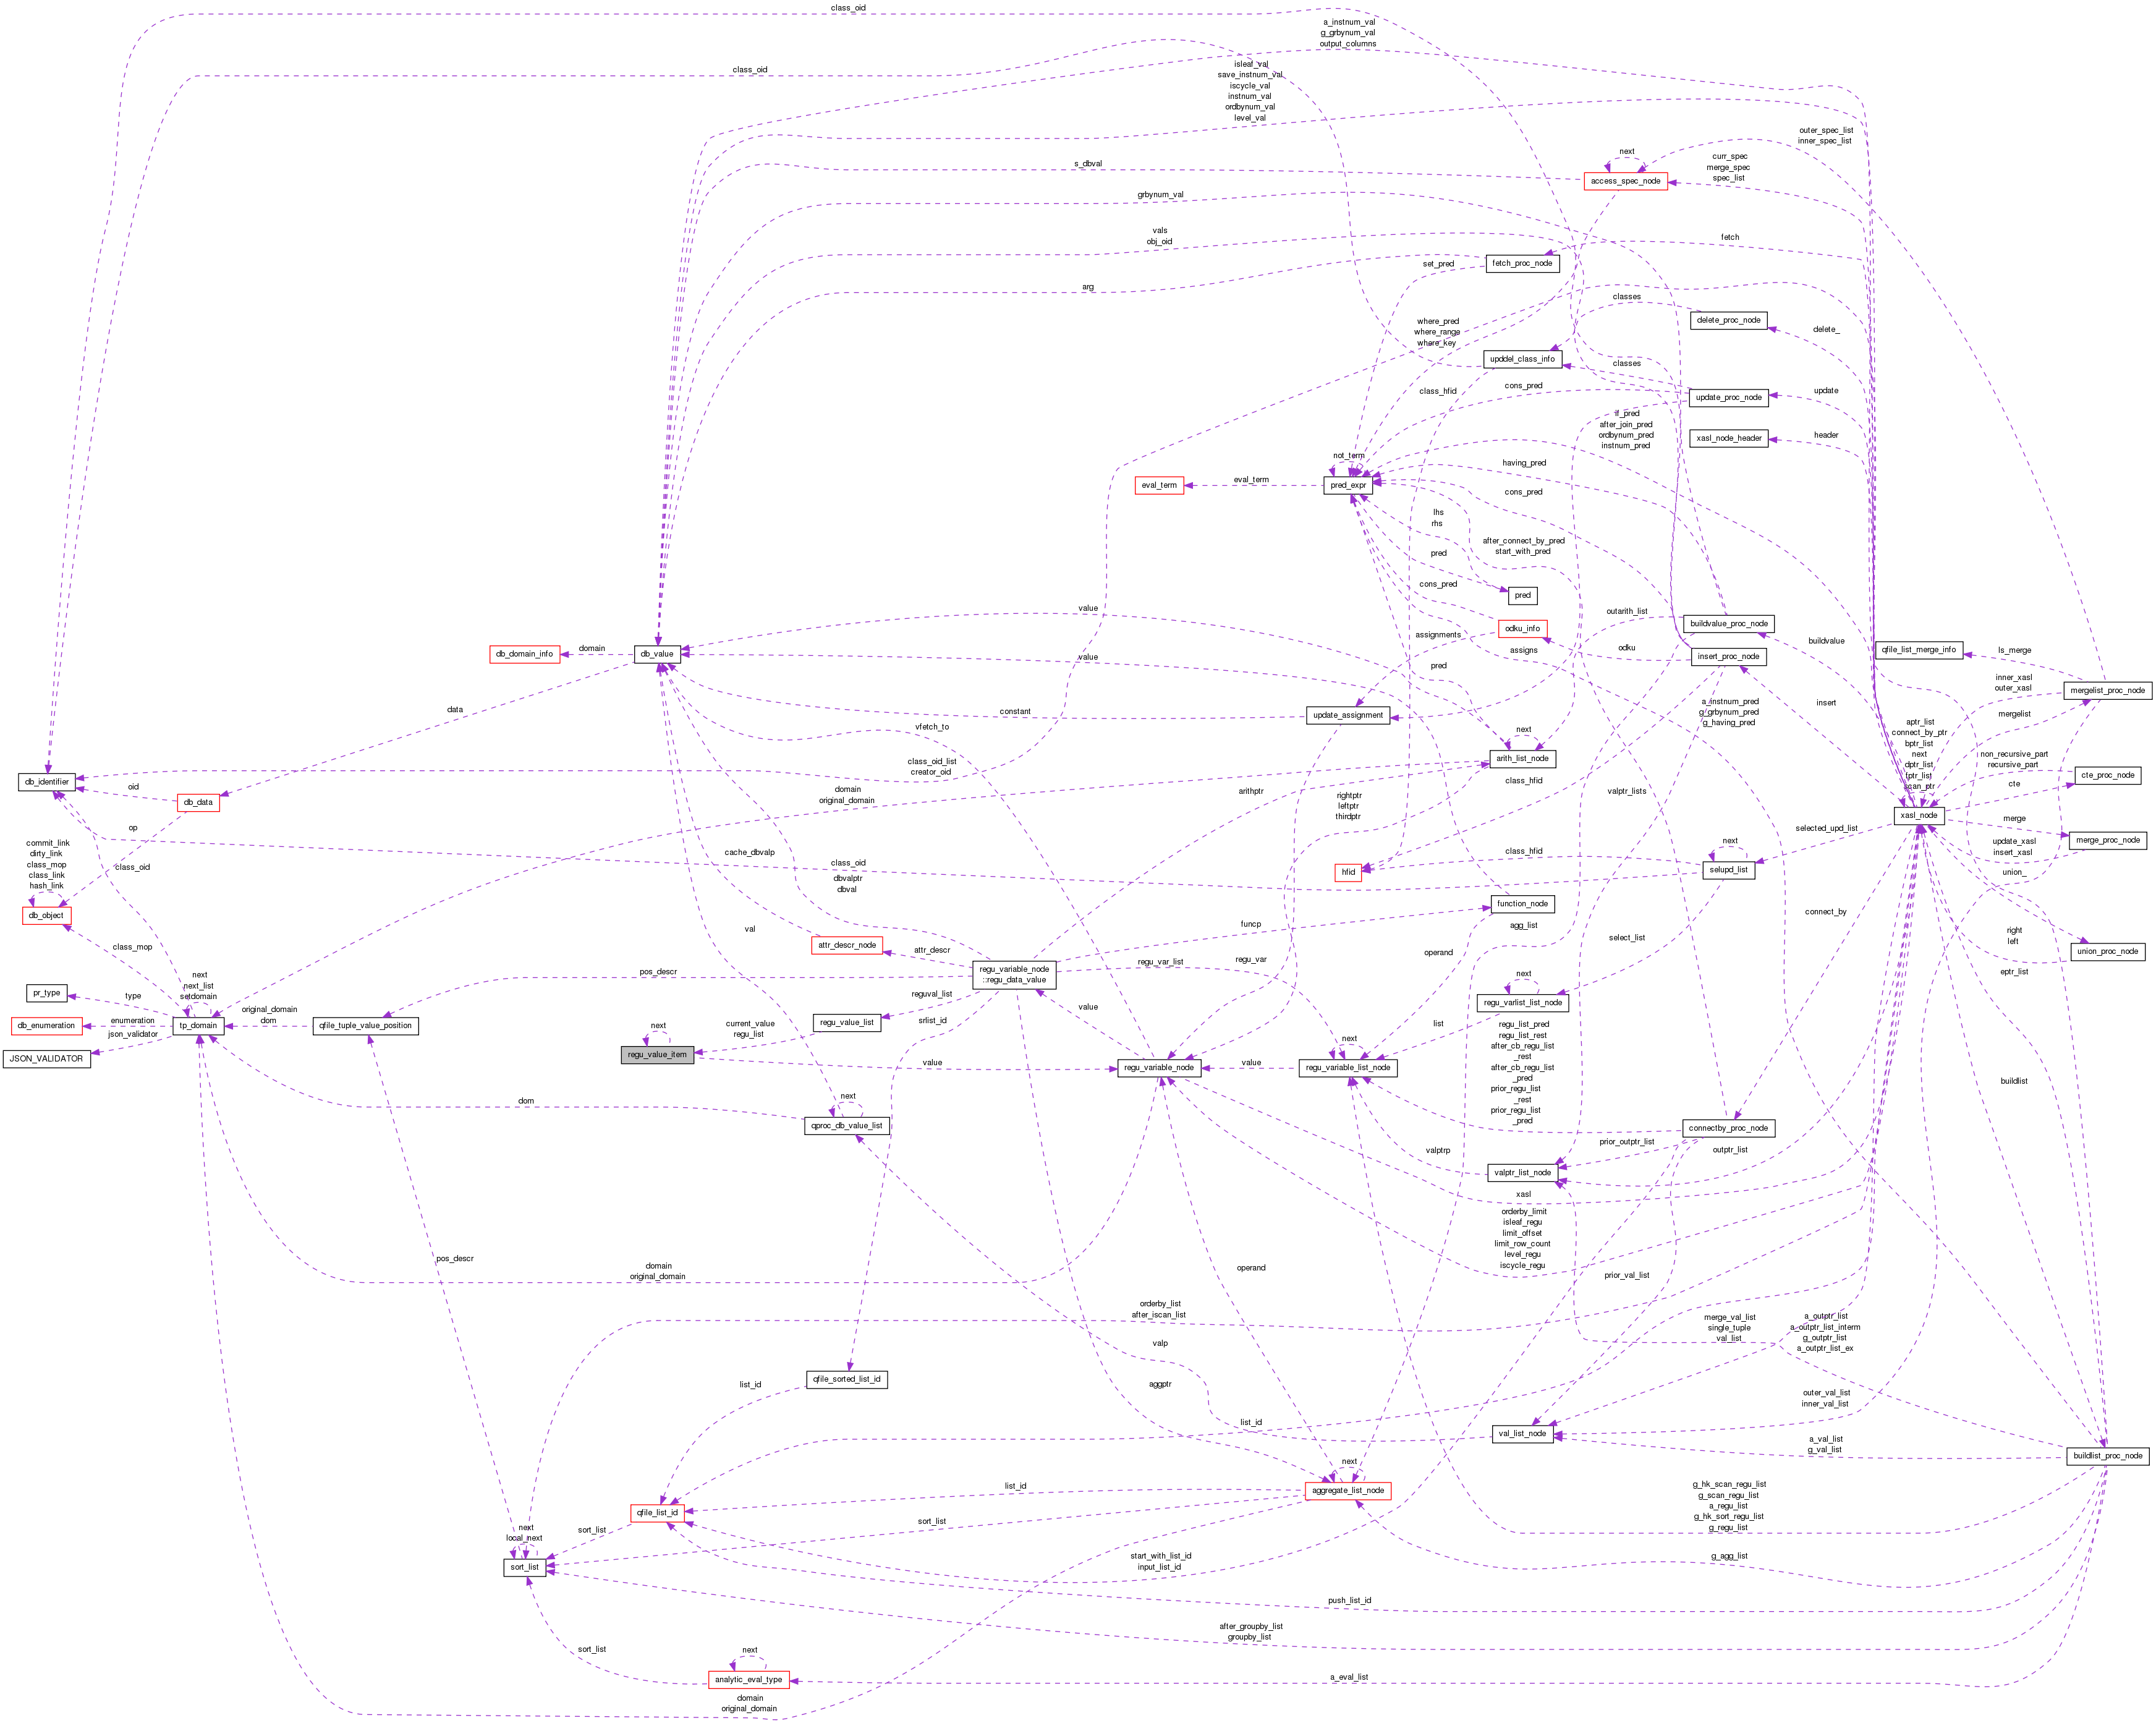 class_oid
a_instnum_val
g_grbynum_val
output_columns
class_oid
isleaf_val
save_instnum_val
iscycle_val
instnum_val
ordbynum_val
level_val
outer_spec_list
inner_spec_list
next
access_spec_node
curr_spec
merge_spec
spec_list
s_dbval
grbynum_val
vals
obj_oid
fetch
set_pred
fetch_proc_node
arg
classes
delete_proc_node
delete_
where_pred
where_range
where_key
upddel_class_info
classes
class_hfid
cons_pred
update_proc_node
update
if_pred
after_join_pred
ordbynum_pred
instnum_pred
xasl_node_header
header
not_term
having_pred
eval_term
eval_term
pred_expr
cons_pred
lhs
rhs
after_connect_by_pred
start_with_pred
pred
cons_pred
pred
value
outarith_list
buildvalue_proc_node
buildvalue
odku_info
assignments
assigns
odku
insert_proc_node
qfile_list_merge_info
ls_merge
db_domain_info
domain
db_value
value
pred
inner_xasl
outer_xasl
mergelist_proc_node
data
constant
update_assignment
a_instnum_pred
g_grbynum_pred
g_having_pred
insert
mergelist
vfetch_to
next
arith_list_node
aptr_list
connect_by_ptr
bptr_list
next
dptr_list
fptr_list
scan_ptr
non_recursive_part
recursive_part
cte_proc_node
cte
db_identifier
oid
db_data
class_oid_list
creator_oid
class_hfid
domain
original_domain
arithptr
rightptr
leftptr
thirdptr
valptr_lists
xasl_node
merge
merge_proc_node
op
selected_upd_list
update_xasl
insert_xasl
commit_link
dirty_link
class_mop
class_link
hash_link
class_oid
cache_dbvalp
class_oid
dbvalptr
dbval
hfid
class_hfid
next
selupd_list
union_
db_object
function_node
connect_by
class_mop
val
attr_descr_node
attr_descr
funcp
agg_list
operand
select_list
right
left
union_proc_node
next
next_list
setdomain
pos_descr
regu_variable_node
::regu_data_value
regu_var_list
regu_var
next
regu_varlist_list_node
eptr_list
pr_type
type
db_enumeration
enumeration
tp_domain
original_domain
dom
qfile_tuple_value_position
reguval_list
regu_value_list
srlist_id
value
list
JSON_VALIDATOR
json_validator
next
regu_value_item
current_value
regu_list
value
regu_variable_node
value
next
regu_variable_list_node
regu_list_pred
regu_list_rest
after_cb_regu_list
_rest
after_cb_regu_list
_pred
prior_regu_list
_rest
prior_regu_list
_pred
buildlist
dom
next
qproc_db_value_list
connectby_proc_node
prior_outptr_list
outptr_list
valptrp
valptr_list_node
xasl
pos_descr
domain
original_domain
operand
orderby_limit
isleaf_regu
limit_offset
limit_row_count
level_regu
iscycle_regu
prior_val_list
orderby_list
after_iscan_list
merge_val_list
single_tuple
val_list
a_outptr_list
a_outptr_list_interm
g_outptr_list
a_outptr_list_ex
valp
qfile_sorted_list_id
list_id
aggptr
outer_val_list
inner_val_list
list_id
val_list_node
a_val_list
g_val_list
buildlist_proc_node
next
aggregate_list_node
list_id
g_hk_scan_regu_list
g_scan_regu_list
a_regu_list
g_hk_sort_regu_list
g_regu_list
qfile_list_id
sort_list
sort_list
next
local_next
sort_list
start_with_list_id
input_list_id
g_agg_list
push_list_id
after_groupby_list
groupby_list
sort_list
next
analytic_eval_type
a_eval_list
domain
original_domain